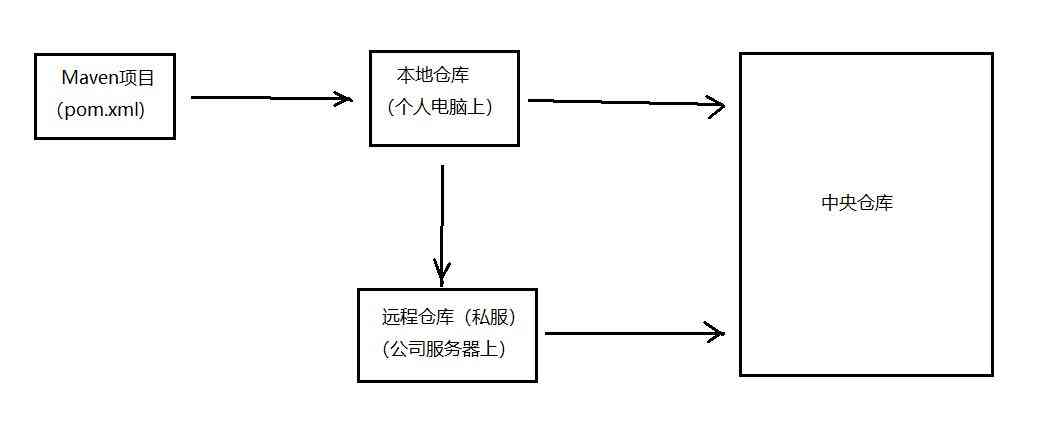 Maven项目
（pom.xml）
本地仓库
（个人电脑上）
中央仓库
远程仓库（私服）
（公司服务器上）